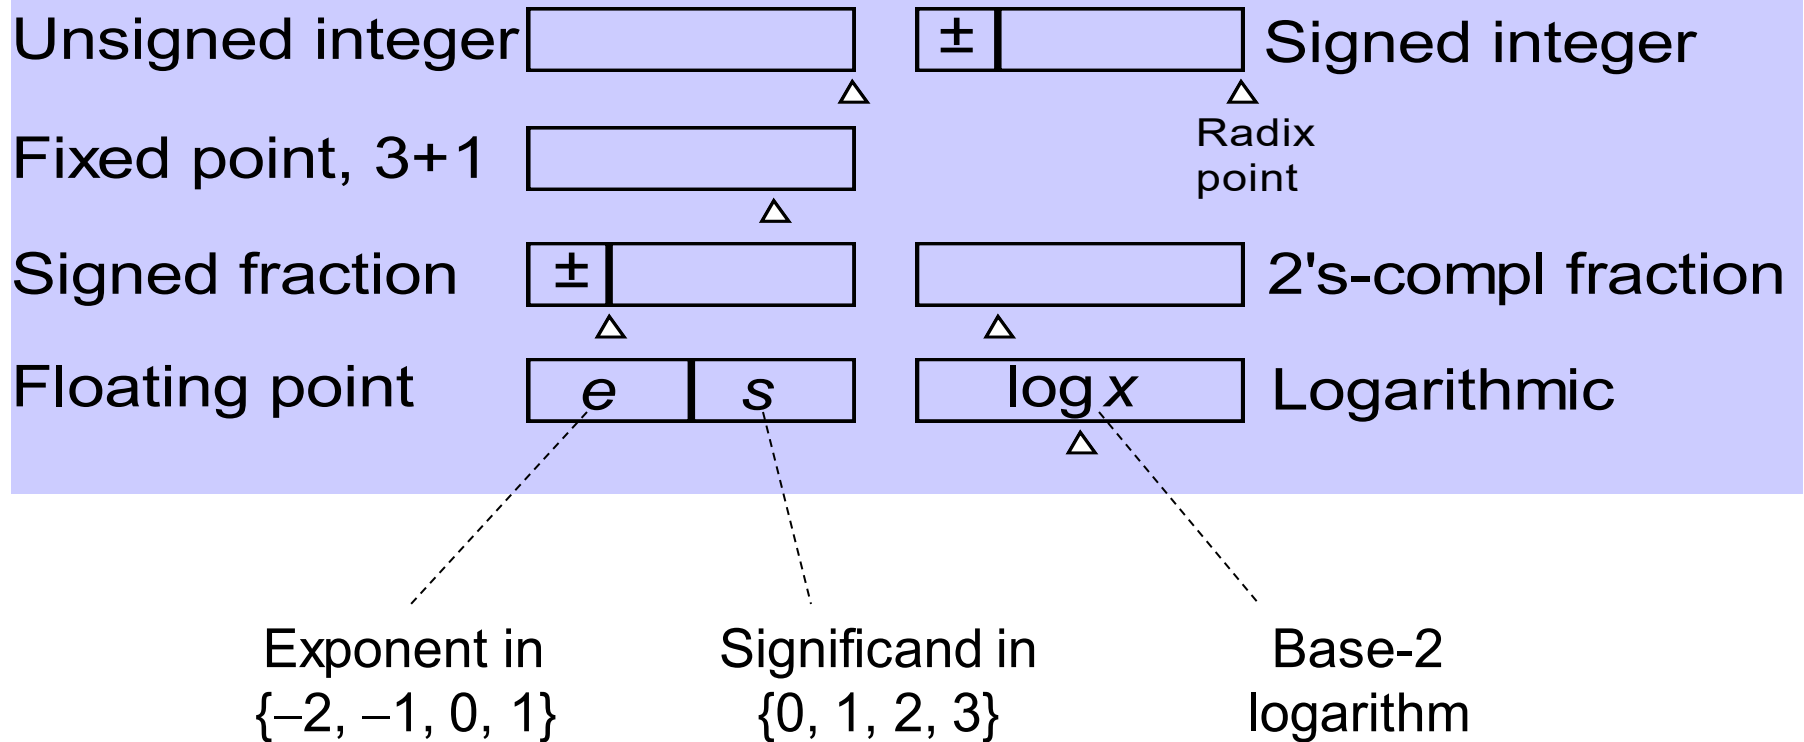 Unsigned integer
± Signed integer
Radix
point
Fixed point, 3+1
Signed fraction ±
2's-compl fraction
Floating point e s
log x Logarithmic
Exponent in
{–2, –1, 0, 1}
Significand in
{0, 1, 2, 3}
Base-2
logarithm